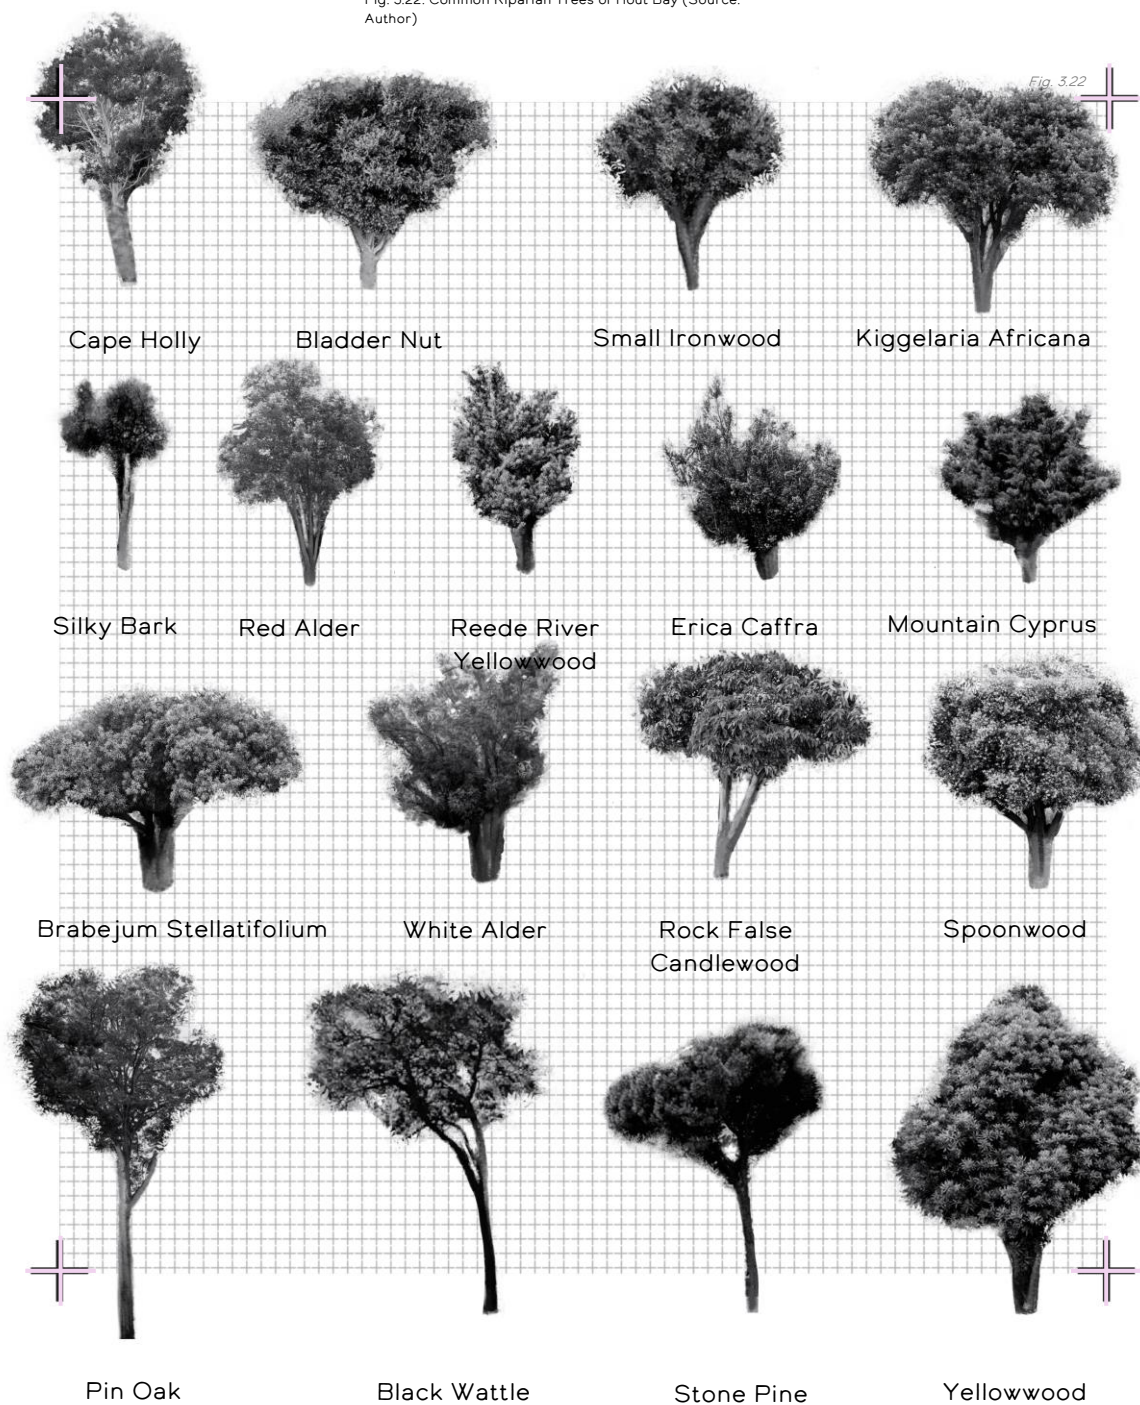 Fig. 3.22: Common Riparian Trees of Hout Bay (Source:
Author)
Fig. 3.22
Cape Holly
Bladder Nut
Small Ironwood
Kiggelaria Africana
Silky Bark
Red Alder
Reede River
Yellowwood
Erica Caffra
Mountain Cyprus
Brabejum Stellatifolium
White Alder
Rock False
Candlewood
Spoonwood
Pin Oak
Black Wattle
Stone Pine
Yellowwood